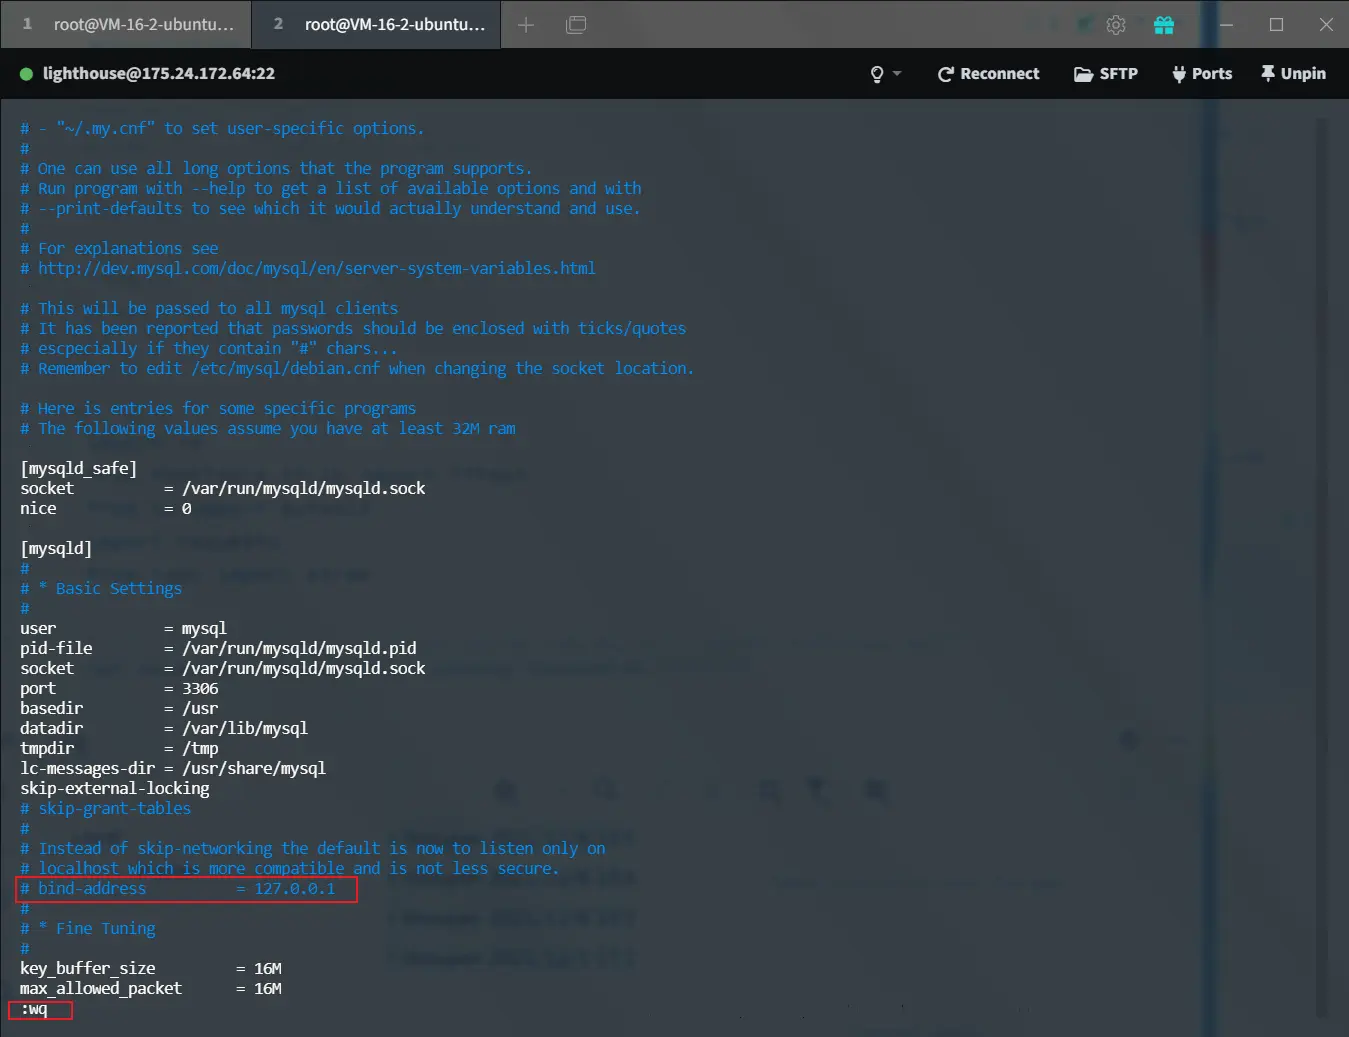 1 root@VM-16-2-ubuntu... 2 root@VM-16-2-ubuntu...
lighthouse@175.24.172.64:22 Reconnect SFTP Ports Unpin
# - "~/.my.cnf" to set user-specific options.
#
# One can use all long options that the program supports.
# Run program with --help to get a list of available options and with
# --print-defaults to see which it would actually understand and use.
#
# For explanations see
# http://dev.mysql.com/doc/mysql/en/server-system-variables.html
# This will be passed to all mysql clients
# It has been reported that passwords should be enclosed with ticks/quotes
# escpecially if they contain "#" chars...
# Remember to edit /etc/mysql/debian.cnf when changing the socket location.
# Here is entries for some specific programs
# The following values assume you have at least 32M ram
[mysqld_safe]
socket = /var/run/mysqld/mysqld.sock
nice = 0
[mysqld]
#
# * Basic Settings
#
user = mysql
pid-file = /var/run/mysqld/mysqld.pid
socket = /var/run/mysqld/mysqld.sock
port = 3306
basedir = /usr
datadir = /var/lib/mysql
tmpdir = /tmp
lc-messages-dir = /usr/share/mysql
skip-external-locking
# skip-grant-tables
#
# Instead of skip-networking the default is now to listen only on
# localhost which is more compatible and is not less secure.
# bind-address = 127.0.0.1
#
# * Fine Tuning
#
key_buffer_size = 16M
max_allowed_packet = 16M
:wq